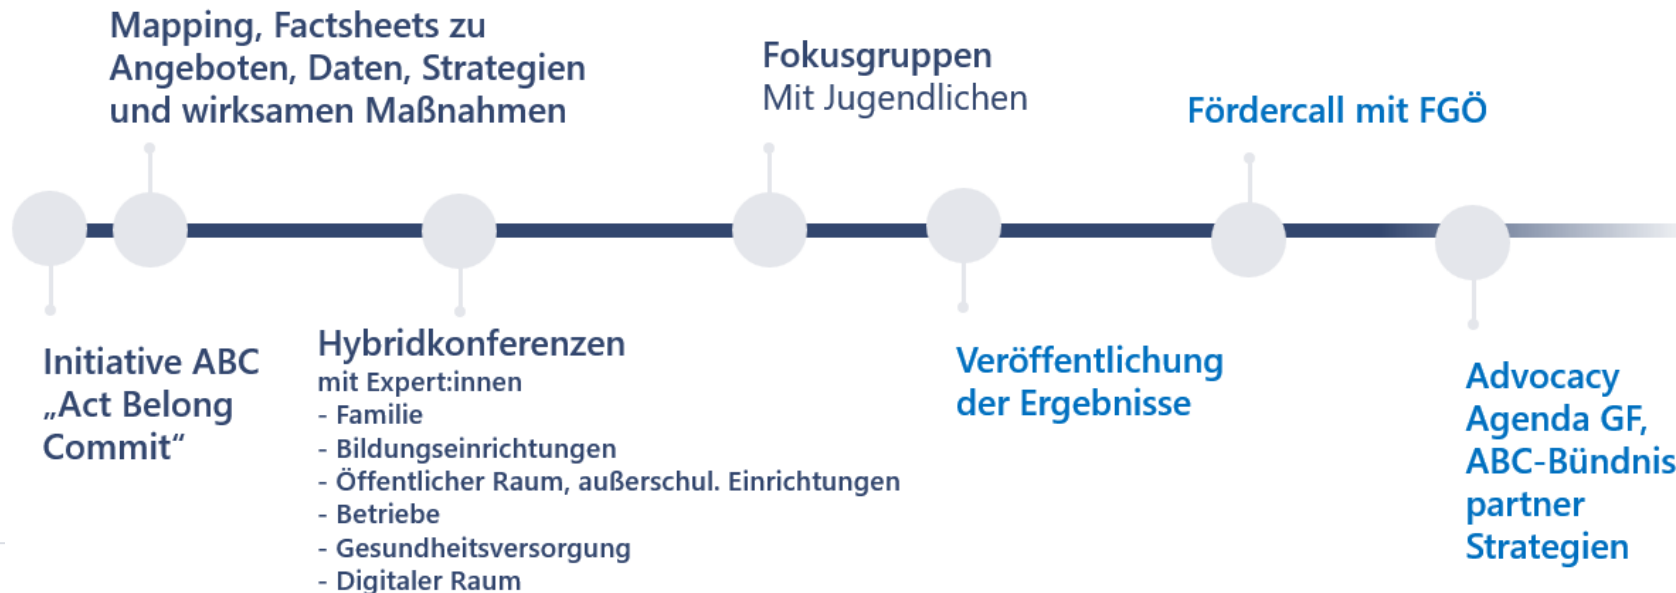 Mapping, Factsheets zu
Angeboten, Daten, Strategien
und wirksamen Maßnahmen
Fokusgruppen
Mit Jugendlichen
Fördercall mit FGÖ
Initiative ABC
„Act Belong
Commit“
Hybridkonferenzen
mit Expert:innen
- Familie
- Bildungseinrichtungen
- Öffentlicher Raum, außerschul. Einrichtungen
- Betriebe
- Gesundheitsversorgung
- Digitaler Raum
Veröffentlichung
der Ergebnisse
Advocacy
Agenda GF,
ABC-Bündnis
partner
Strategien